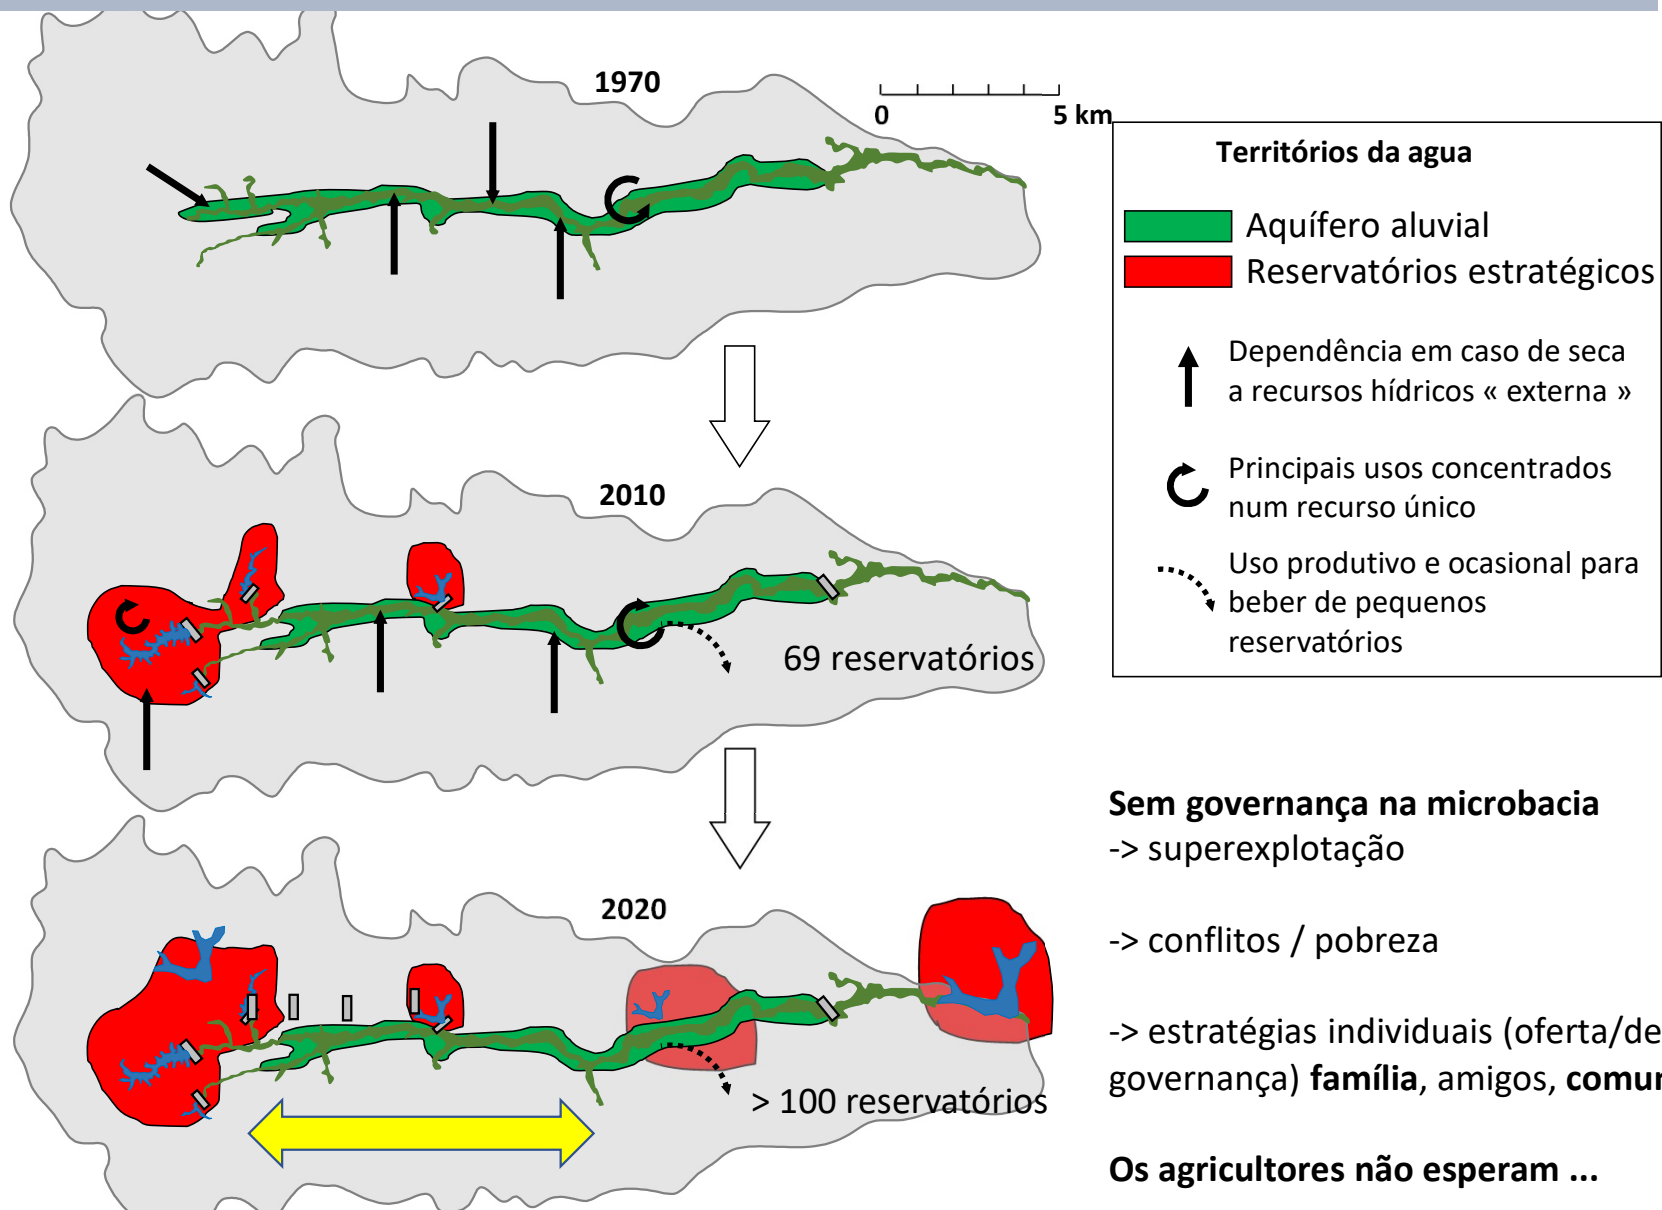 1970
0
5 km
Territórios da agua
Aquífero aluvial
Reservatórios estratégicos
Dependência em caso de seca
a recursos hídricos « externa »
Principais usos concentrados
num recurso único
Uso produtivo e ocasional para
beber de pequenos
reservatórios
2010
69 reservatórios
2020
> 100 reservatórios
Sem governança na microbacia
-> superexplotação
-> conflitos / pobreza
-> estratégias individuais (oferta/de
governança) família, amigos, comu
Os agricultores não esperam ...